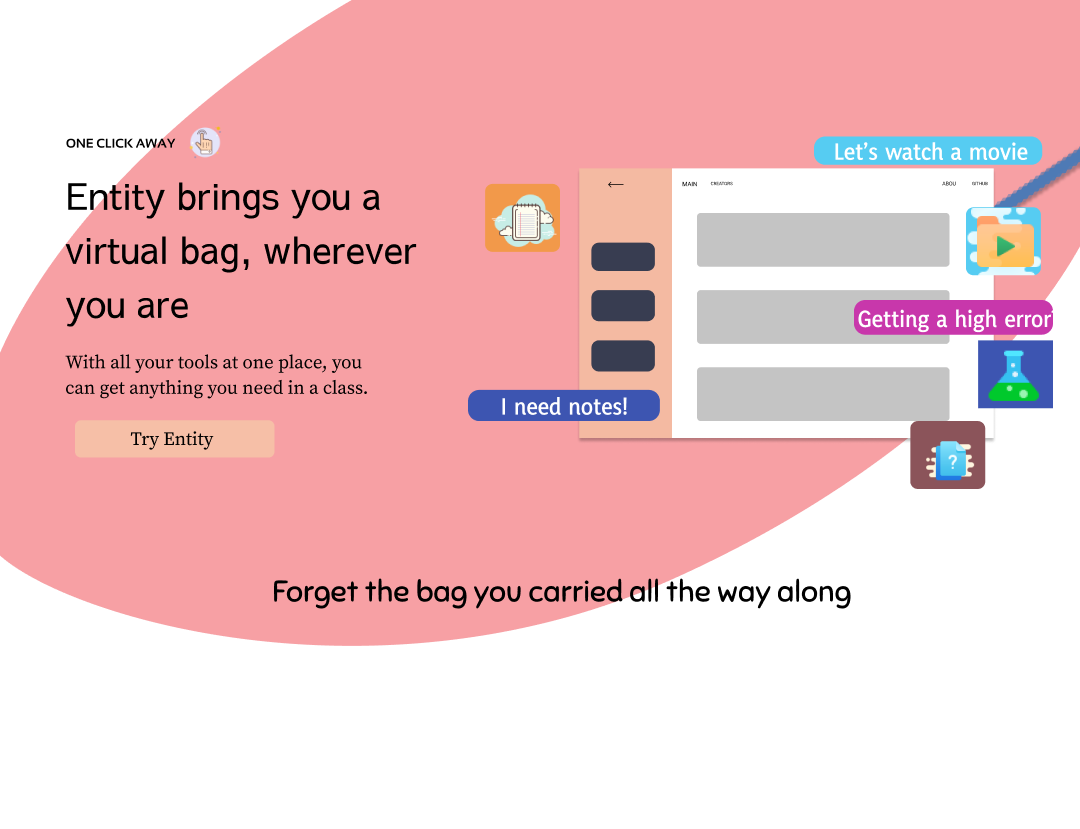 ONE CLICK AWAY
Entity brings you a
virtual bag, wherever
you are
With all your tools at one place, you
can get anything you need in a class.
Try Entity
Let's watch a movie
MAIN CREATORS ABOU GITHUB
Getting a high error
I need notes!
?
Forget the bag you carried all the way along